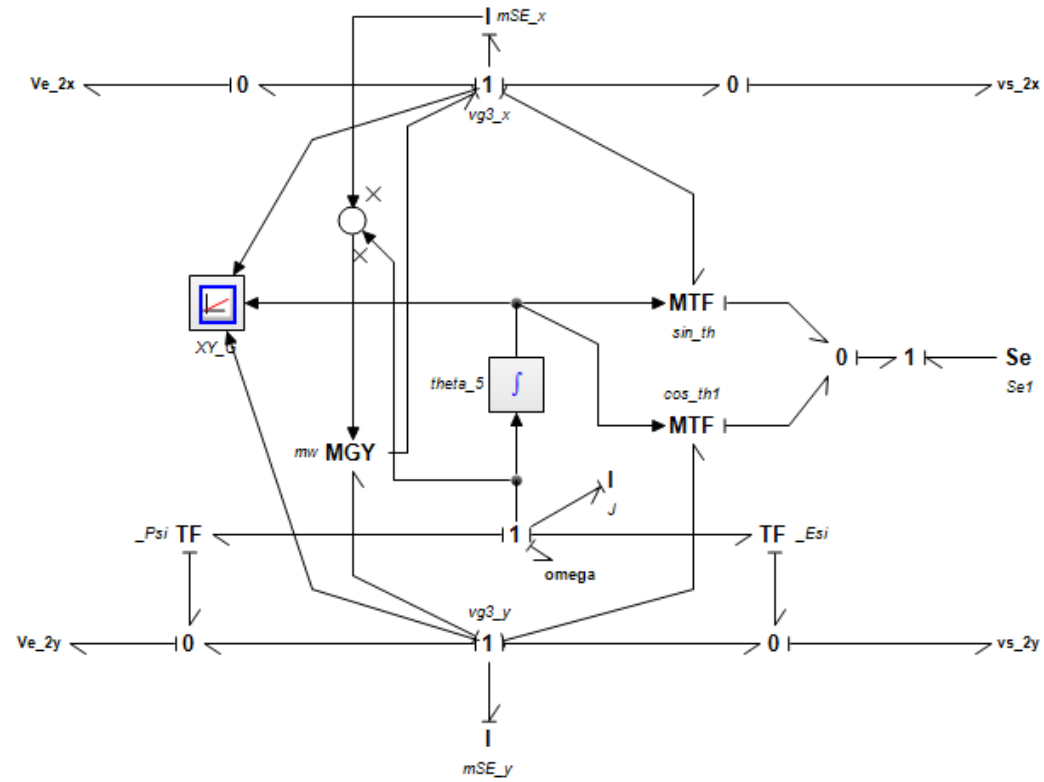 I mSE_x
Ve_2x 0 1 0 vs_2x
vg3_x
×
×
MTF
XY_G
sin_th
theta_5 ∫ 0 1 Se
cos_th1 Se1
MTF
mw MGY
I
J
_Psi TF 1 TF _Esi
omega
vg3_y
Ve_2y 0 1 0 vs_2y
I
mSE_y